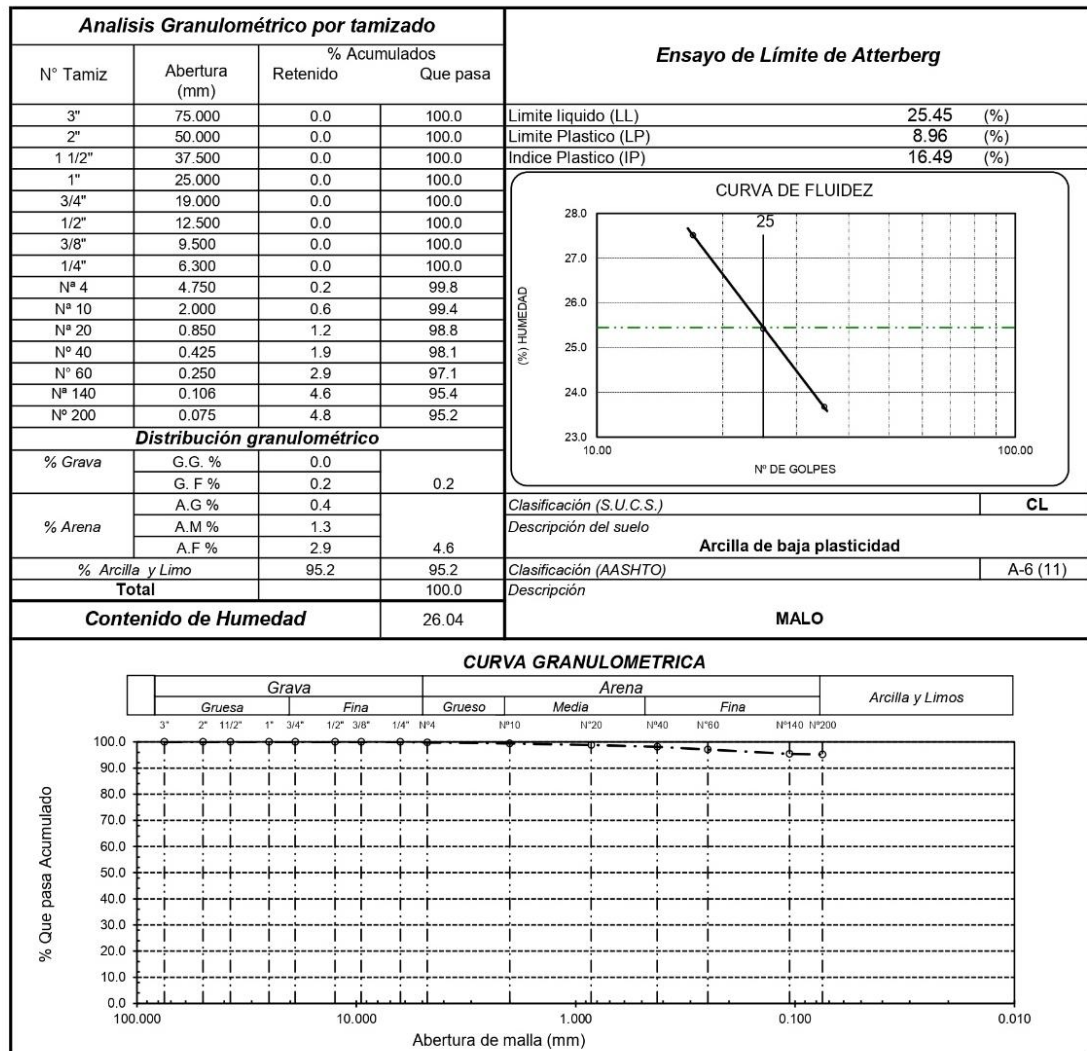 Analisis Granulométrico por tamizado
N° Tamiz Abertura (mm) % Acumulados Retenido Que pasa
3" 75.000 0.0 100.0
2" 50.000 0.0 100.0
1 1/2" 37.500 0.0 100.0
1" 25.000 0.0 100.0
3/4" 19.000 0.0 100.0
1/2" 12.500 0.0 100.0
3/8" 9.500 0.0 100.0
1/4" 6.300 0.0 100.0
Nª 4 4.750 0.2 99.8
Nª 10 2.000 0.6 99.4
Nª 20 0.850 1.2 98.8
Nº 40 0.425 1.9 98.1
N° 60 0.250 2.9 97.1
Nª 140 0.106 4.6 95.4
Nº 200 0.075 4.8 95.2
Distribución granulométrico
% Grava G.G. % 0.0
G. F % 0.2 0.2
A.G % 0.4
% Arena A.M % 1.3
A.F % 2.9 4.6
% Arcilla y Limo 95.2 95.2
Total 100.0
Contenido de Humedad 26.04
Ensayo de Límite de Atterberg
Limite liquido (LL) 25.45 (%)
Limite Plastico (LP) 8.96 (%)
Indice Plastico (IP) 16.49 (%)
CURVA DE FLUIDEZ
25
28.0
27.0
26.0
25.0
24.0
23.0
(%) HUMEDAD
10.00 100.00
Nº DE GOLPES
Clasificación (S.U.C.S.) CL
Descripción del suelo
Arcilla de baja plasticidad
Clasificación (AASHTO) A-6 (11)
Descripción
MALO
CURVA GRANULOMETRICA
Grava Arena Arcilla y Limos
Gruesa Fina Grueso Media Fina
3" 2" 11/2" 1" 3/4" 1/2" 3/8" 1/4" Nº4 Nº10 N°20 Nº40 N°60 Nº140 Nº200
100.0
90.0
80.0
70.0
60.0
50.0
40.0
30.0
20.0
10.0
0.0
% Que pasa Acumulado
100.000 10.000 1.000 0.100 0.010
Abertura de malla (mm)